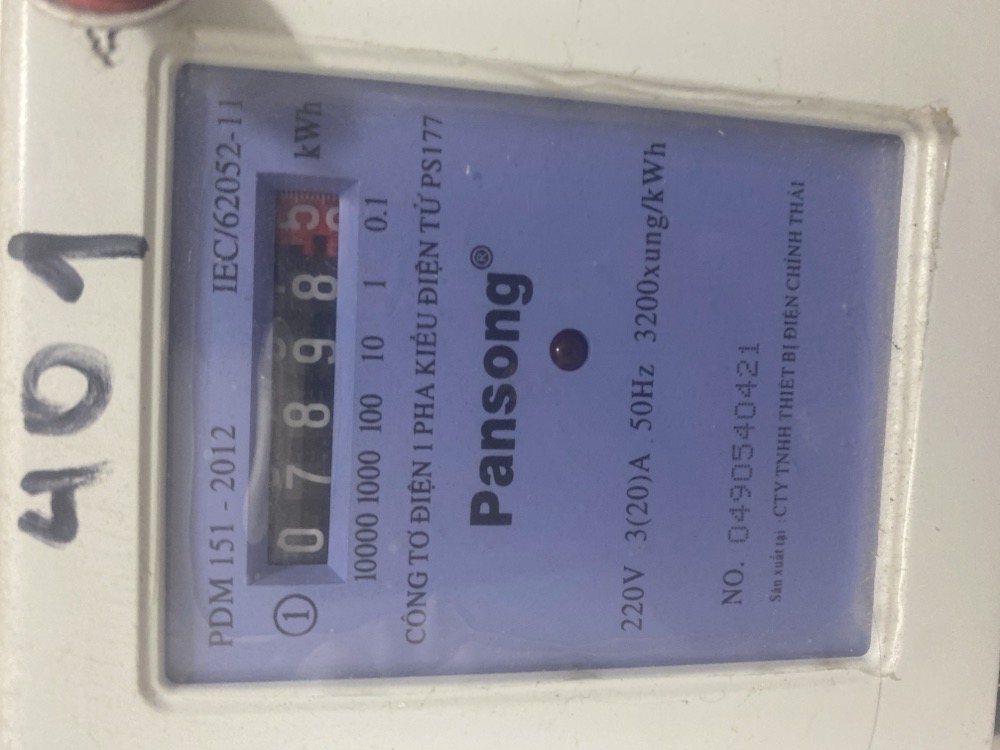 401
PDM 151 - 2012 IEC/62052-11
1 07898 kWh
10000 1000 100 10 1 0.1
CÔNG TƠ ĐIỆN 1 PHA KIỂU ĐIỆN TỬ PS177
Pansong®
220V 3(20)A 50Hz 3200xung/kWh
NO. 0490540421
Sản xuất tại : CTY TNHH THIẾT BỊ ĐIỆN CHÍNH THÁI